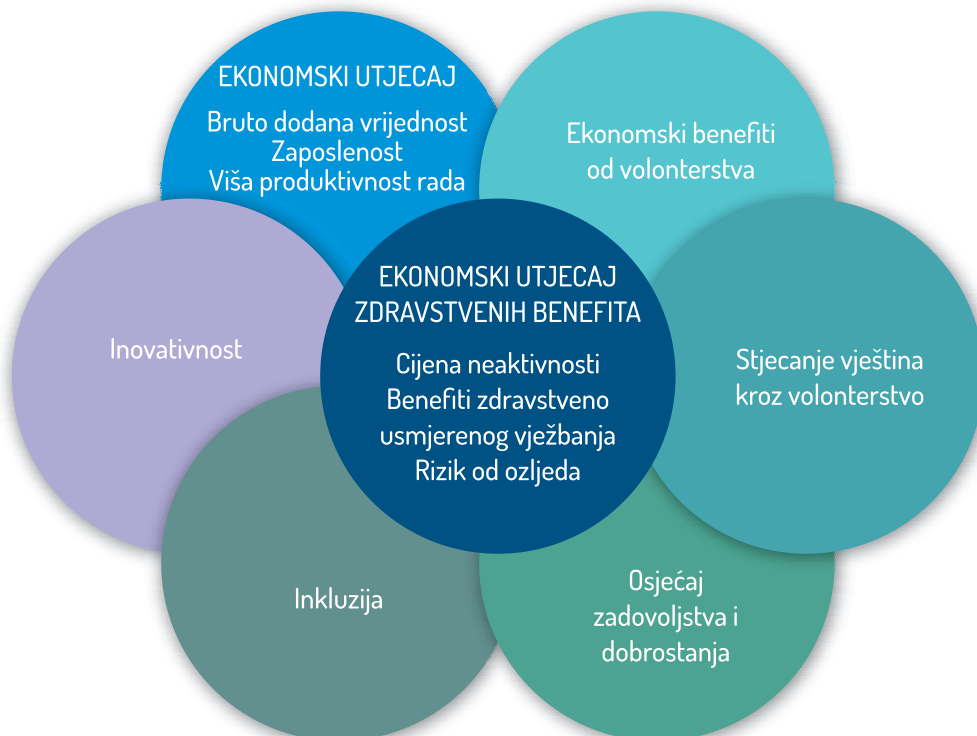 EKONOMSKI UTJECAJ
Bruto dodana vrijednost
Zaposlenost
Viša produktivnost rada
Ekonomski benefiti
od volonterstva
Inovativnost
EKONOMSKI UTJECAJ
ZDRAVSTVENIH BENEFITA
Cijena neaktivnosti
Benefiti zdravstveno
usmjerenog vježbanja
Rizik od ozljeda
Stjecanje vještina
kroz volonterstvo
Inkluzija
Osjećaj
zadovoljstva i
dobrostanja